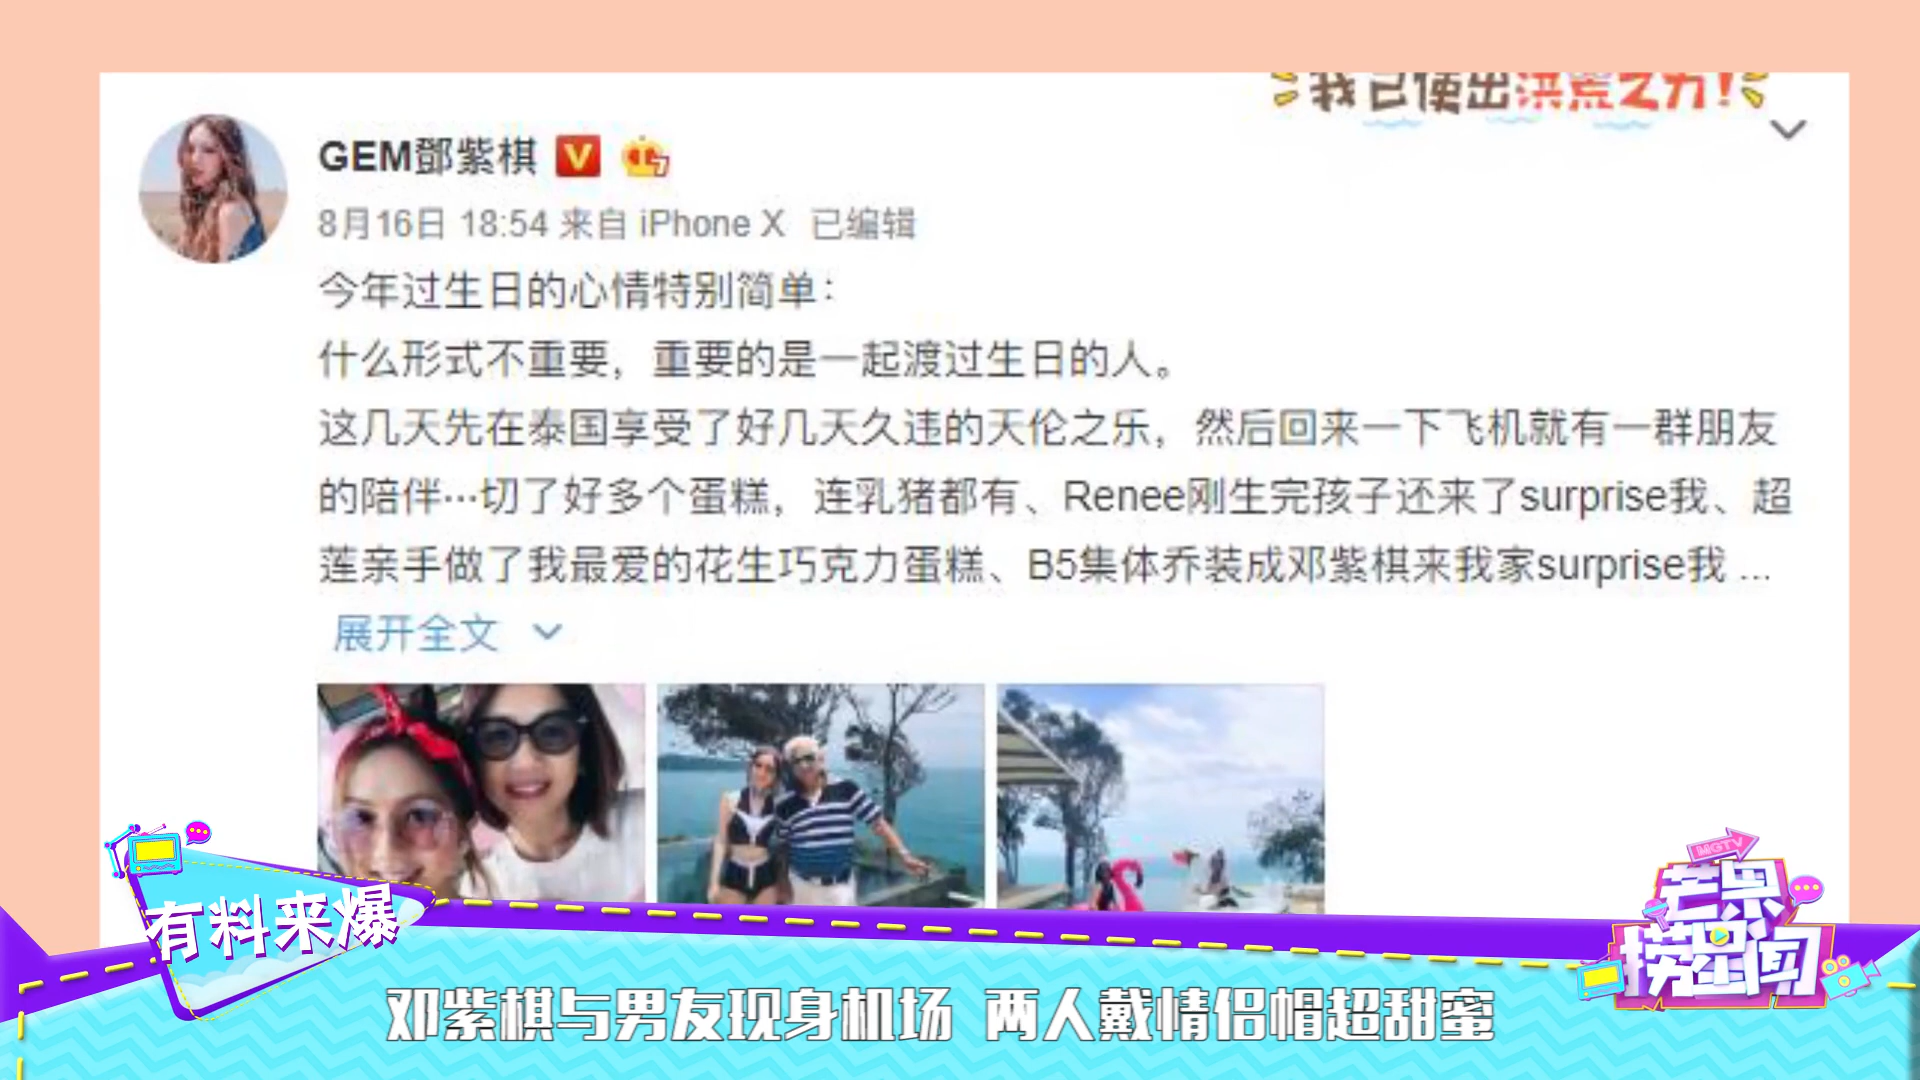 我已使出洪荒之力!
GEM鄧紫棋 V 7
8月16日 18:54 来自 iPhone X 已编辑
今年过生日的心情特别简单：
什么形式不重要，重要的是一起渡过生日的人。
这几天先在泰国享受了好几天久违的天伦之乐，然后回来一下飞机就有一群朋友
的陪伴…切了好多个蛋糕，连乳猪都有、Renee刚生完孩子还来了surprise我、超
莲亲手做了我最爱的花生巧克力蛋糕、B5集体乔装成邓紫棋来我家surprise我 ...
展开全文
有料来爆
MGTV
芒果
捞新闻
邓紫棋与男友现身机场 两人戴情侣帽超甜蜜